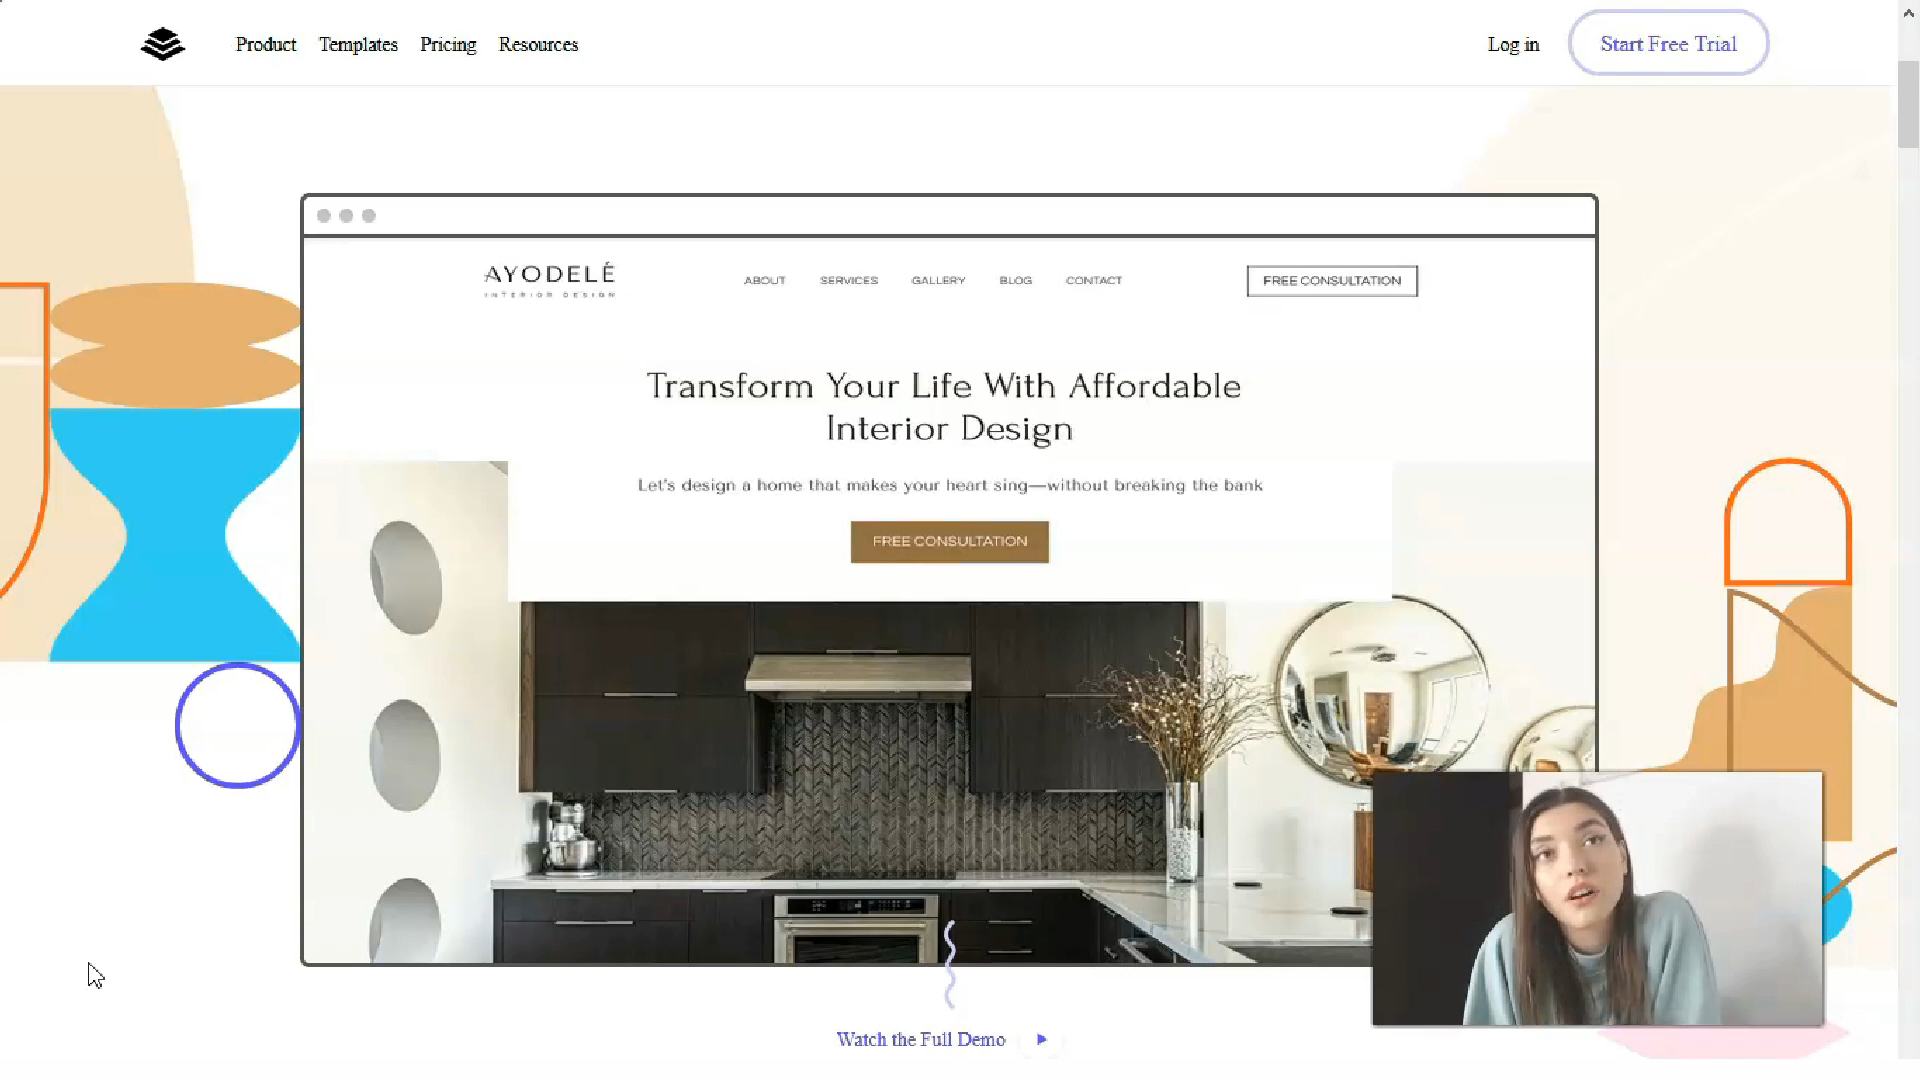 Product Templates Pricing Resources Log in Start Free Trial
AYODELÉ
INTERIOR DESIGN
ABOUT SERVICES GALLERY BLOG CONTACT FREE CONSULTATION
Transform Your Life With Affordable
Interior Design
Let's design a home that makes your heart sing—without breaking the bank
FREE CONSULTATION
Watch the Full Demo